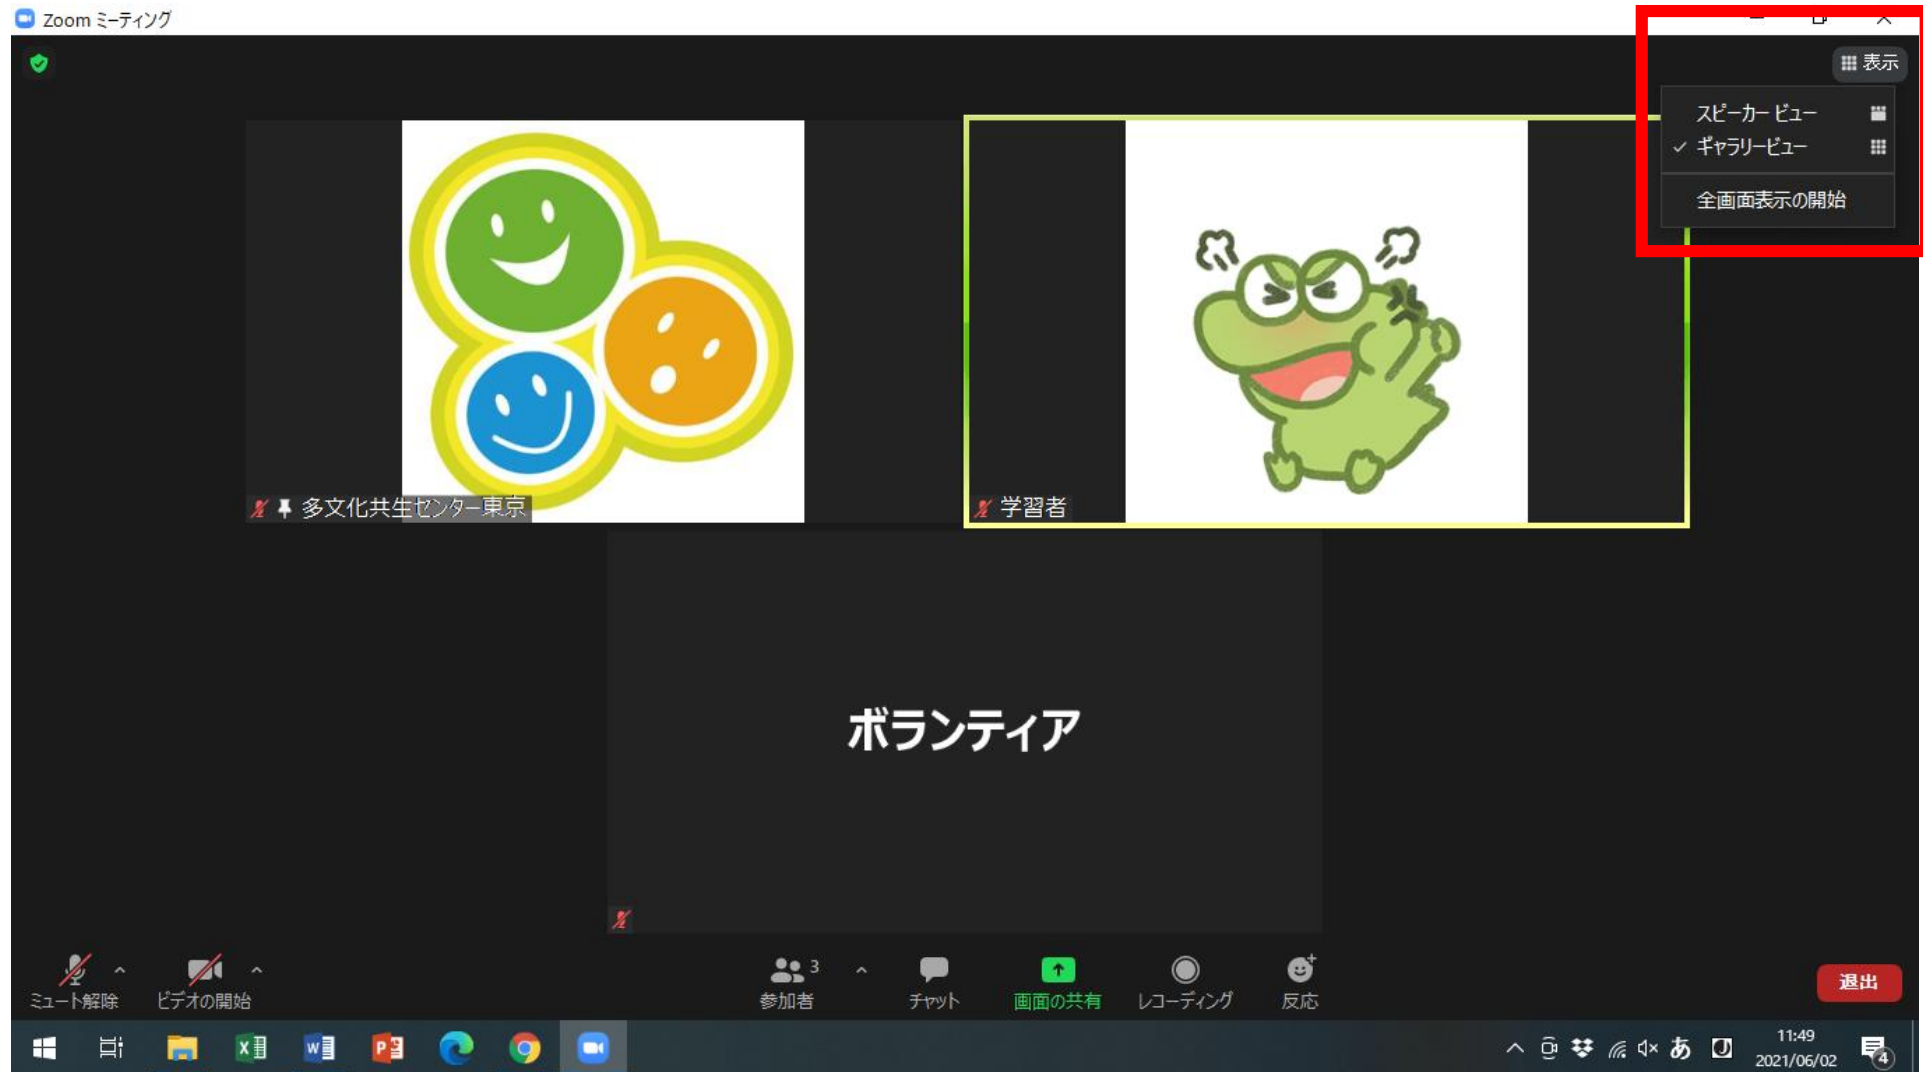 Zoom ミーティング
表示
スピーカー ビュー
ギャラリービュー
全画面表示の開始
多文化共生センター東京
学習者
ボランティア
3
ミュート解除
ビデオの開始
参加者
チャット
画面の共有
レコーディング
反応
退出
あ
11:49
2021/06/02
4